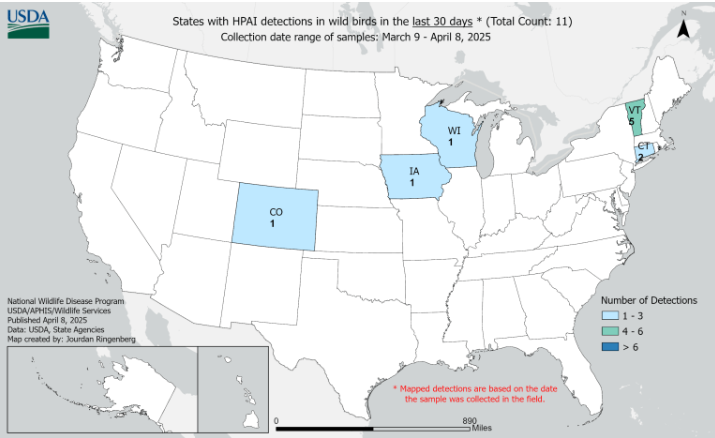 USDA
States with HPAI detections in wild birds in the last 30 days * (Total Count: 11)
Collection date range of samples: March 9 - April 8, 2025
N
WI
1
VT
5
CT
2
IA
1
CO
1
National Wildlife Disease Program
USDA/APHIS/Wildlife Services
Published April 8, 2025
Data: USDA, State Agencies
Map created by: Jourdan Ringenberg
Number of Detections
1 - 3
4 - 6
> 6
* Mapped detections are based on the date
the sample was collected in the field.
0 890
Miles